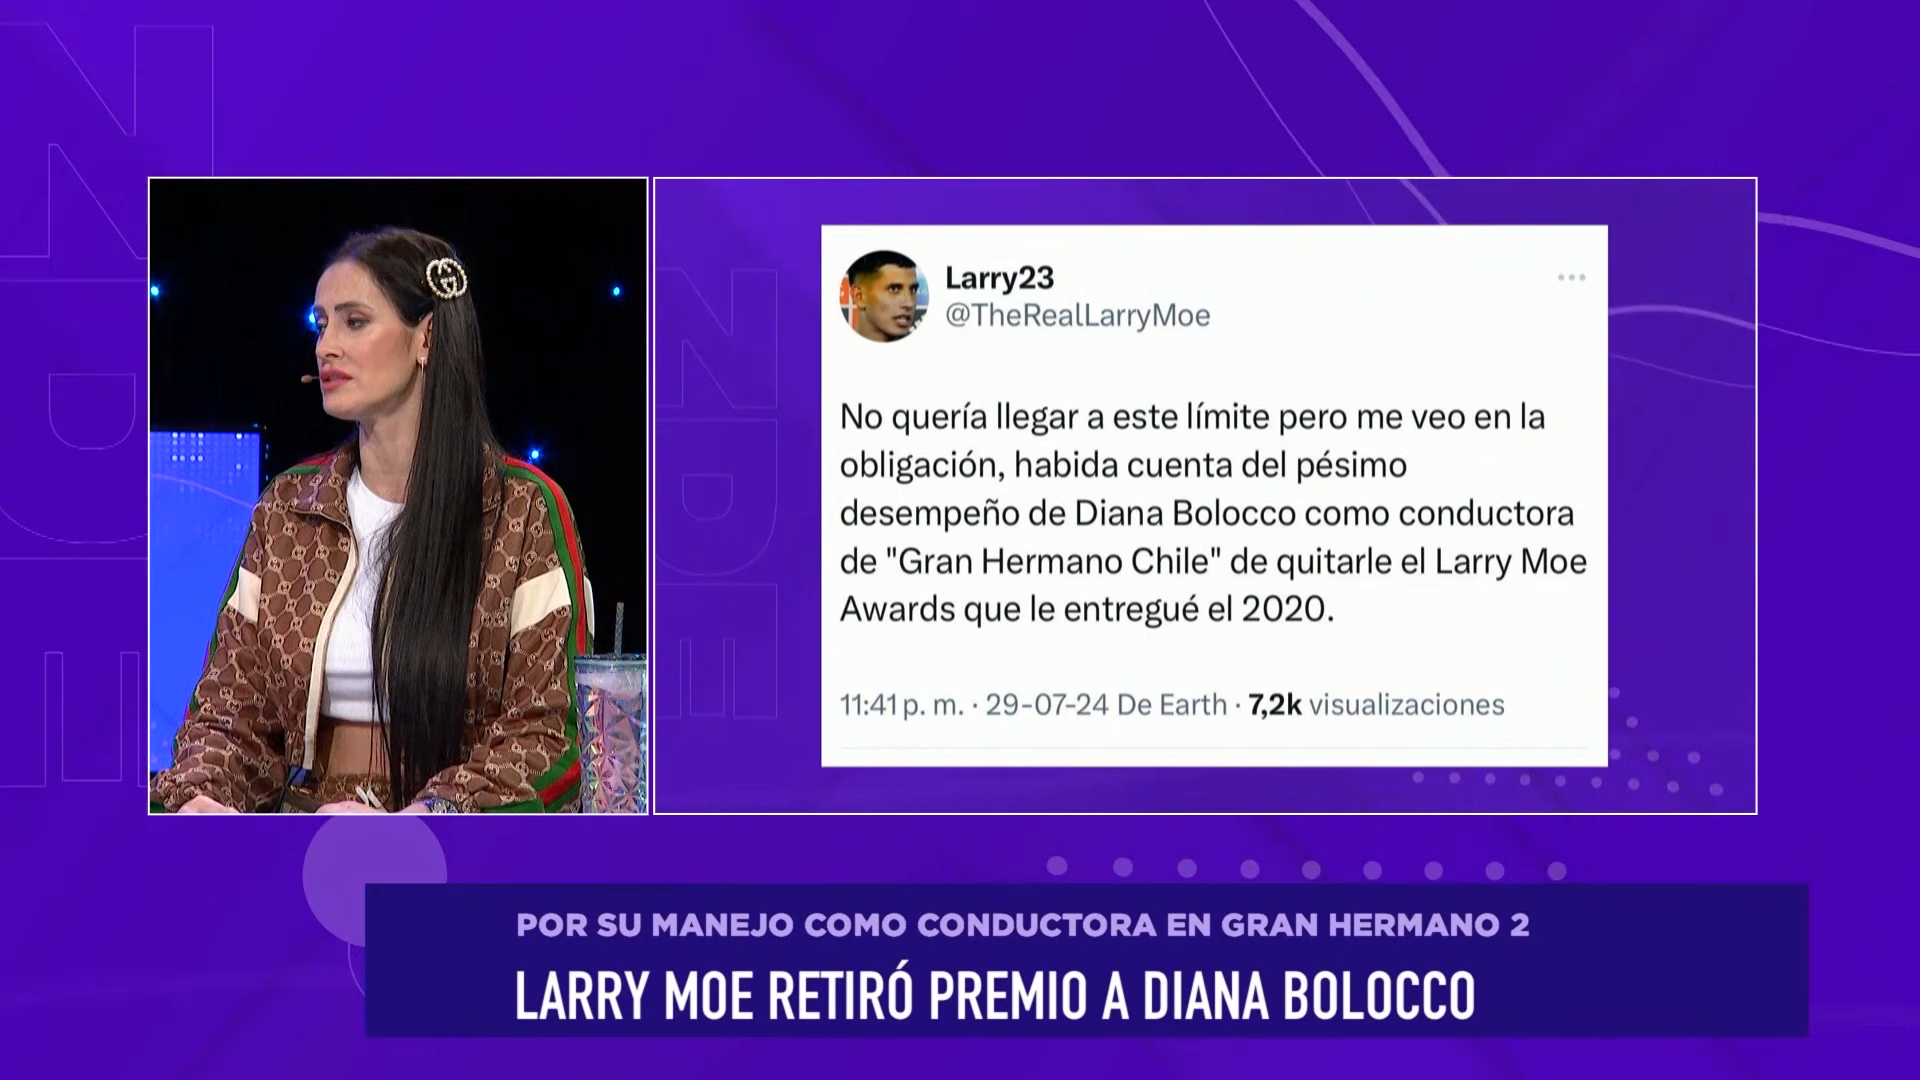 Larry23
@TheRealLarryMoe
No quería llegar a este límite pero me veo en la
obligación, habida cuenta del pésimo
desempeño de Diana Bolocco como conductora
de "Gran Hermano Chile" de quitarle el Larry Moe
Awards que le entregué el 2020.
11:41 p. m. · 29-07-24 De Earth · 7,2k visualizaciones
POR SU MANEJO COMO CONDUCTORA EN GRAN HERMANO 2
LARRY MOE RETIRÓ PREMIO A DIANA BOLOCCO